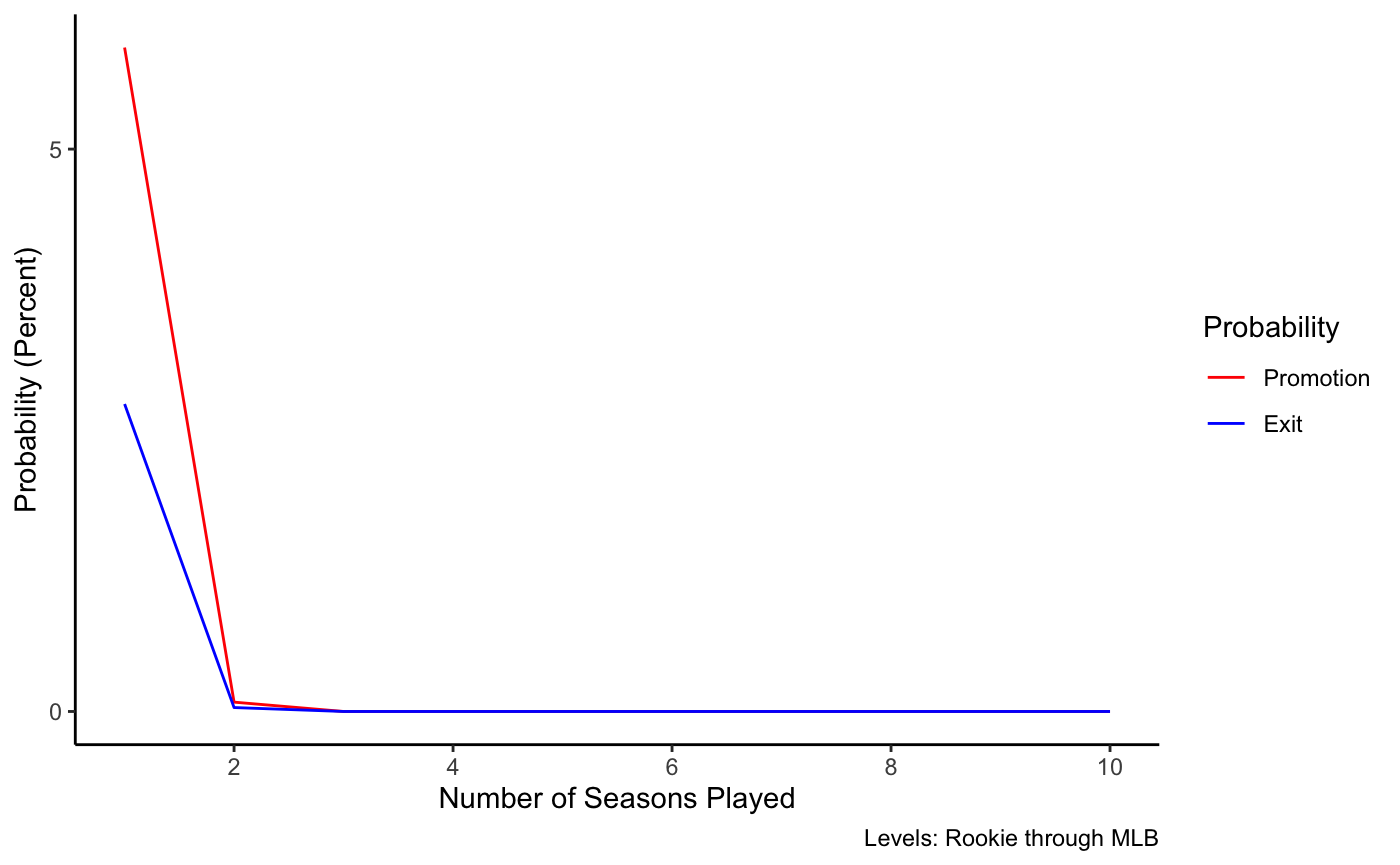 Probability (Percent)
5
0
2
4
6
8
10
Number of Seasons Played
Levels: Rookie through MLB
Probability
Promotion
Exit